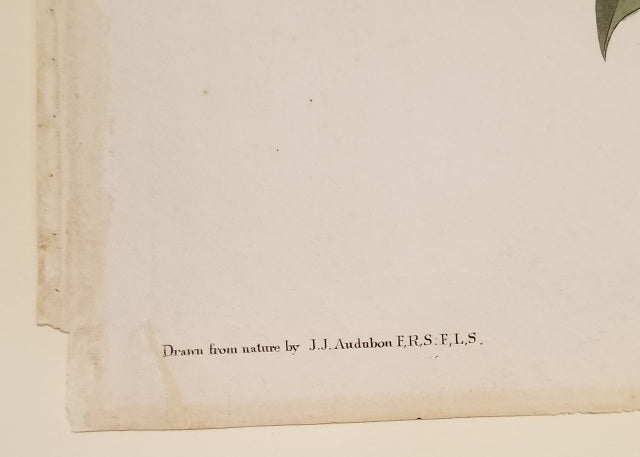 Drawn from nature by J.J. Audubon F,R,S: F, L,S.